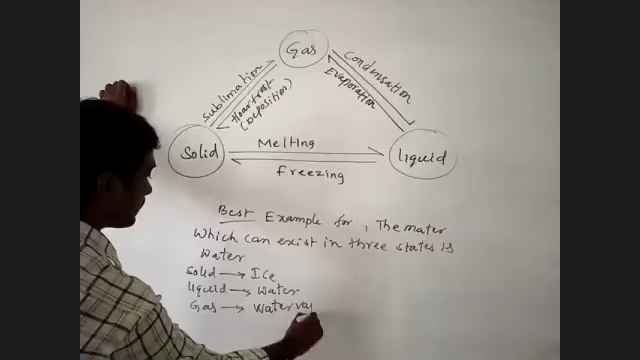 Gas
Sublimation
Condensation
Evaporation
Hoarfrost
(Deposition)
Solid
Melting
Liquid
Freezing
Best Example for, The mater
Which can exist in three states is
Water
Solid → Ice
liquid → water
Gas → water vap